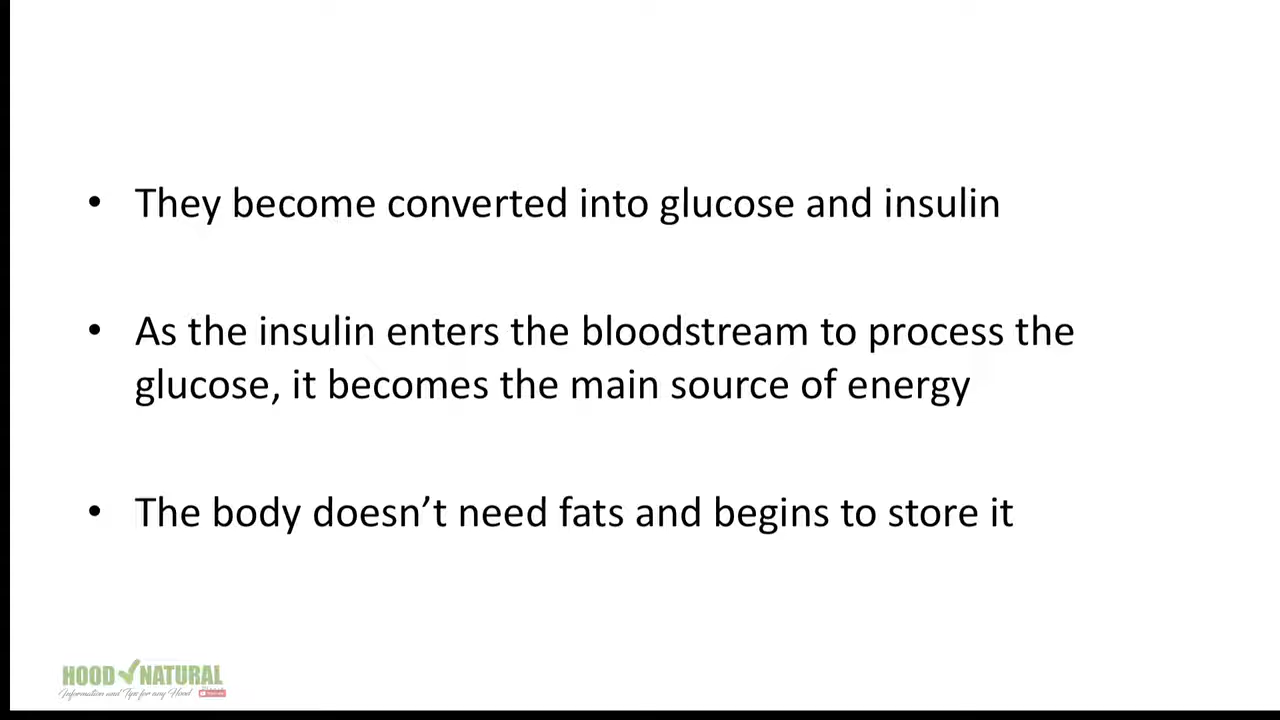 • They become converted into glucose and insulin
• As the insulin enters the bloodstream to process the
glucose, it becomes the main source of energy
• The body doesn’t need fats and begins to store it
HOOD NATURAL
Information and Tips for any Hood